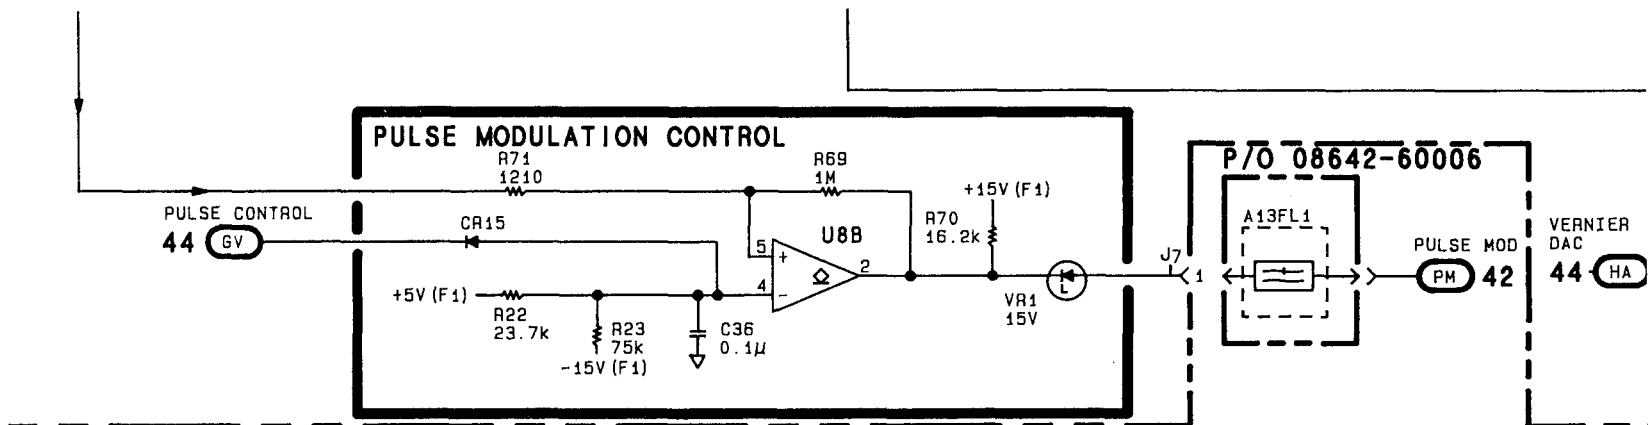 PULSE MODULATION CONTROL
P/O 08642-60006
R71
1210
R69
1M
+15V (F1)
A13FL1
PULSE CONTROL
44 GV
CR15
U8B
R70
16.2k
VERNIER
DAC
44 HA
5
+
2
4
-
J7
1
PULSE MOD
PM 42
+5V (F1)
R22
23.7k
R23
75k
-15V (F1)
C36
0.1µ
L
VR1
15V